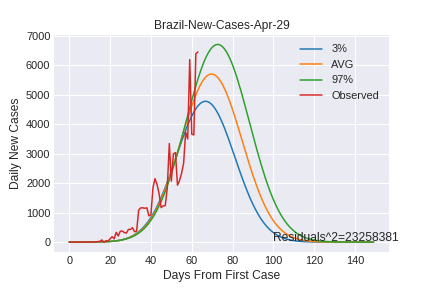 Brazil-New-Cases-Apr-29
7000
6000
5000
4000
3000
2000
1000
0
Daily New Cases
3%
AVG
97%
Observed
Residuals^2=23258381
0 20 40 60 80 100 120 140
Days From First Case